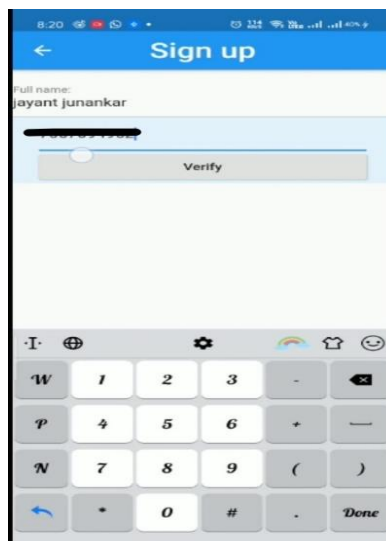 8:20
Sign up
Full name:
jayant junankar
Verify
W 1 2 3 -
P 4 5 6 +
N 7 8 9 ( )
* 0 # . Done